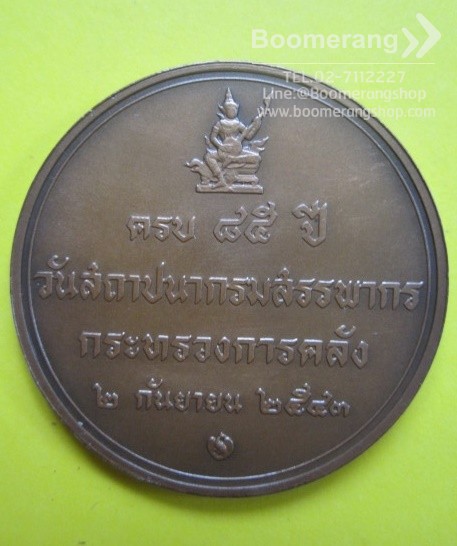 Boomerang
TEL.02-7112227
Line:@Boomerangshop
www.boomerangshop.com
ครบ ๘๕ ปี
วันสถาปนากรมสรรพากร
กระทรวงการคลัง
๒ กันยายน ๒๕๔๓